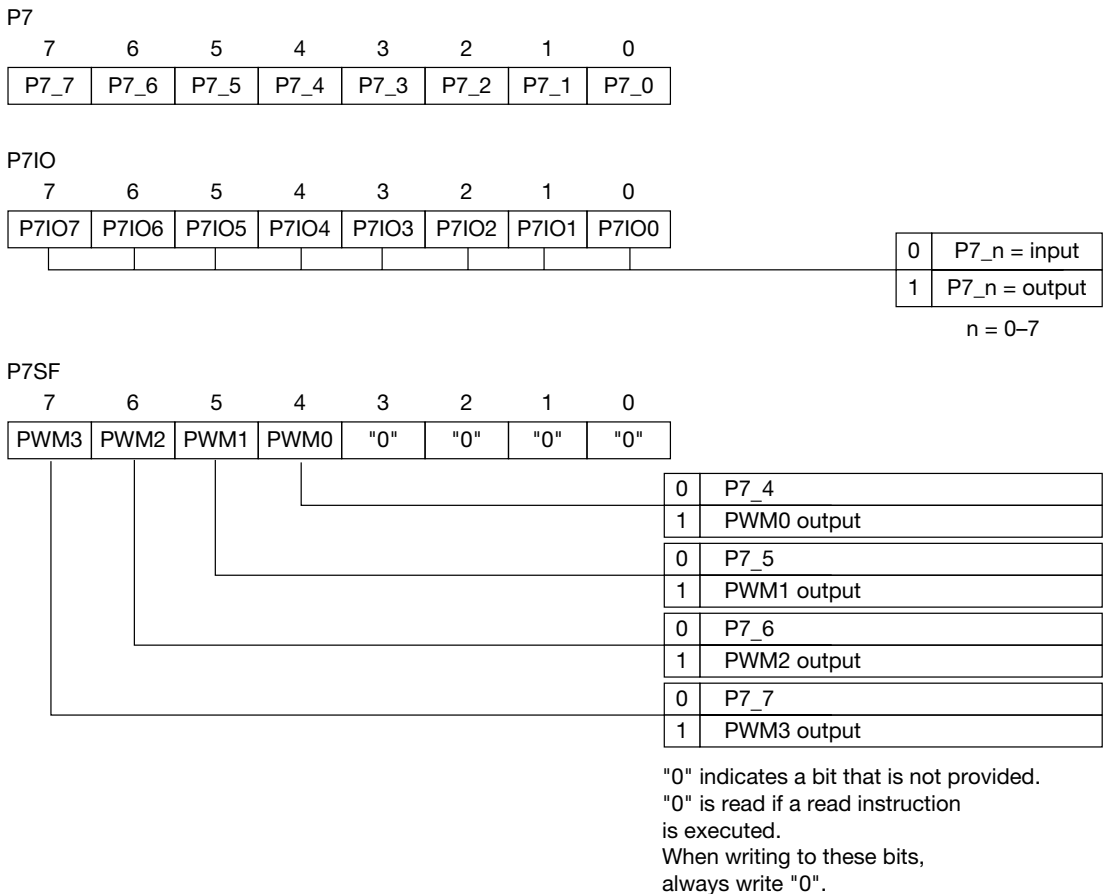 P7
7 6 5 4 3 2 1 0
P7_7 P7_6 P7_5 P7_4 P7_3 P7_2 P7_1 P7_0
P7IO
7 6 5 4 3 2 1 0
P7IO7 P7IO6 P7IO5 P7IO4 P7IO3 P7IO2 P7IO1 P7IO0
0 P7_n = input
1 P7_n = output
n = 0–7
P7SF
7 6 5 4 3 2 1 0
PWM3 PWM2 PWM1 PWM0 "0" "0" "0" "0"
0 P7_4
1 PWM0 output
0 P7_5
1 PWM1 output
0 P7_6
1 PWM2 output
0 P7_7
1 PWM3 output
"0" indicates a bit that is not provided.
"0" is read if a read instruction
is executed.
When writing to these bits,
always write "0".